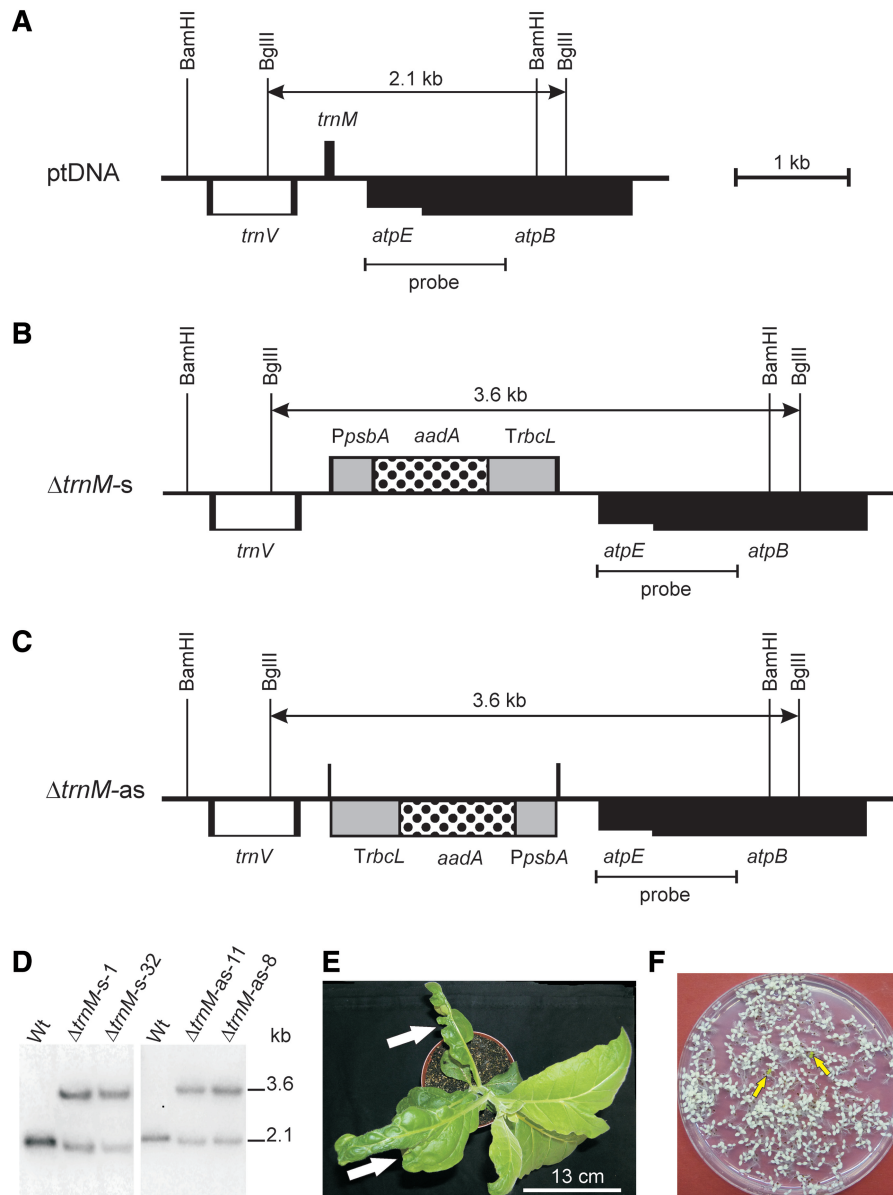 A
BamHI
BglII
BamHI
BglII
2.1 kb
trnM
ptDNA
1 kb
trnV
atpE
atpB
probe
B
BamHI
BglII
BamHI
BglII
3.6 kb
PpsbA
aadA
TrbcL
ΔtrnM-s
trnV
atpE
atpB
probe
C
BamHI
BglII
BamHI
BglII
3.6 kb
ΔtrnM-as
trnV
TrbcL
aadA
PpsbA
atpE
atpB
probe
D
Wt
ΔtrnM-s-1
ΔtrnM-s-32
Wt
ΔtrnM-as-11
ΔtrnM-as-8
kb
3.6
2.1
E
13 cm
F